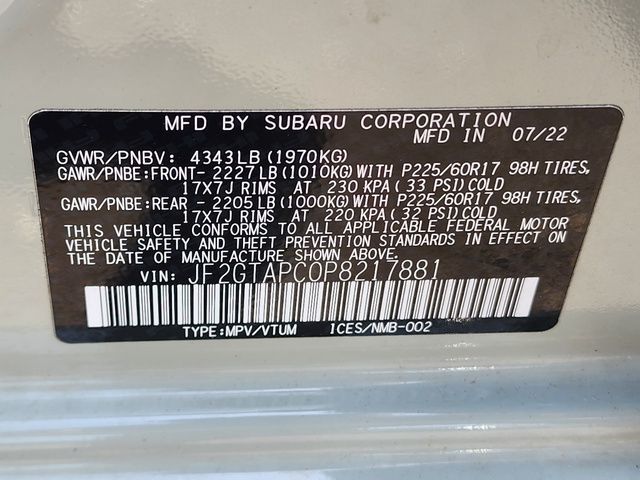 MFD BY SUBARU CORPORATION
MFD IN 07/22
GVWR/PNBV: 4343LB(1970KG)
GAWR/PNBE:FRONT- 2227LB(1010KG)WITH P225/60R17 98H TIRES,
17X7J RIMS AT 230 KPA(33 PSI)COLD
GAWR/PNBE:REAR - 2205LB(1000KG)WITH P225/60R17 98H TIRES,
17X7J RIMS AT 220 KPA(32 PSI)COLD
THIS VEHICLE CONFORMS TO ALL APPLICABLE FEDERAL MOTOR
VEHICLE SAFETY AND THEFT PREVENTION STANDARDS IN EFFECT
ON THE DATE OF MANUFACTURE SHOWN ABOVE.
VIN: JF2GTAPC0P8217881
TYPE:MPV/VTUM ICES/NMB-002